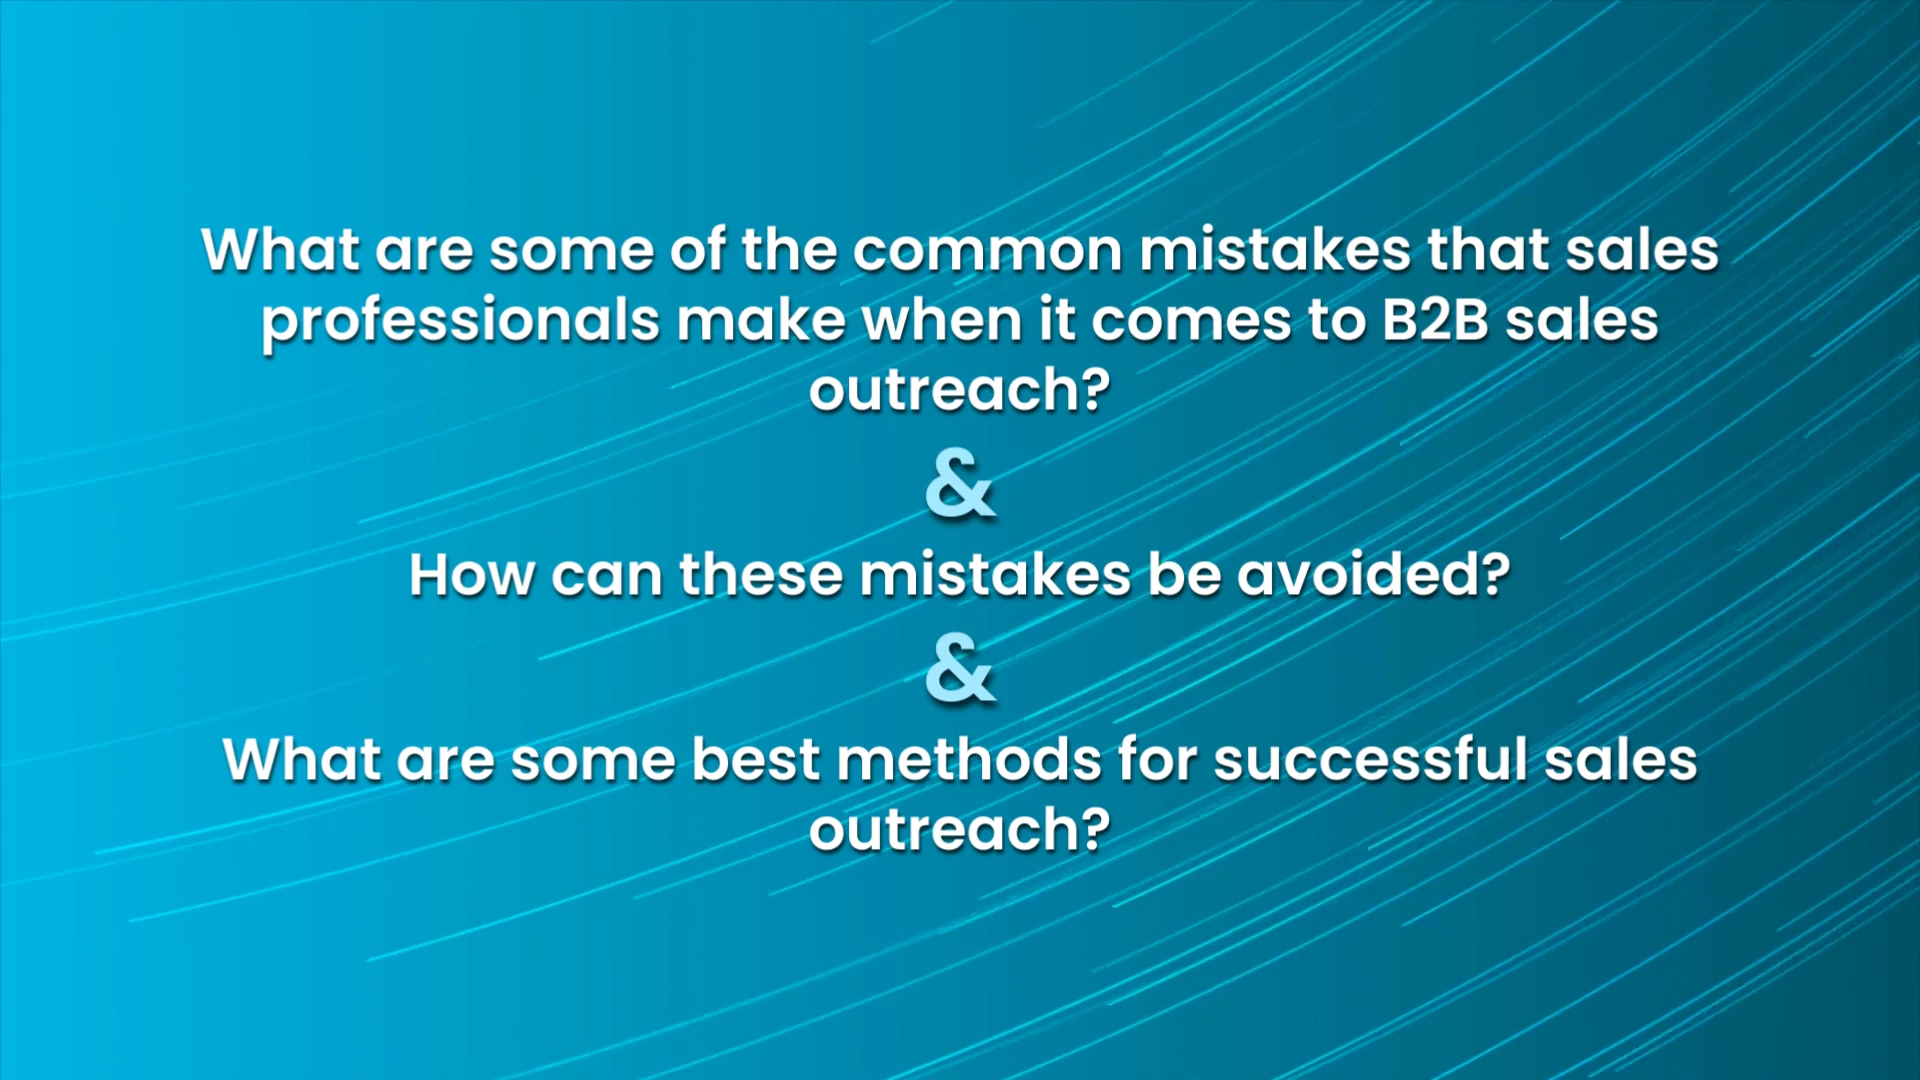 What are some of the common mistakes that sales
professionals make when it comes to B2B sales
outreach?
&
How can these mistakes be avoided?
&
What are some best methods for successful sales
outreach?